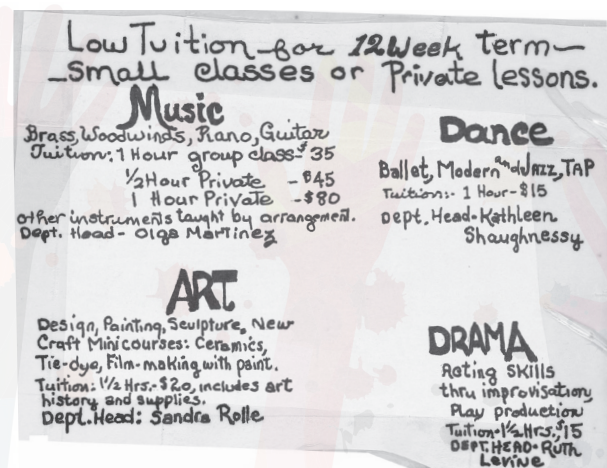 Low Tuition for 12 Week term—
—small classes or Private lessons.
Music
Brass, Woodwinds, Piano, Guitar
Tuition: 1 Hour group class-$35
1/2 Hour Private - $45
1 Hour Private - $80
other instruments taught by arrangement.
Dept. Head - Olga Martinez
Dance
Ballet, Modern and Jazz, TAP
Tuition:- 1 Hour-$15
Dept. Head-Kathleen
Shaughnessy
ART
Design, Painting, Sculpture, New
Craft Minicourses: Ceramics,
Tie-dye, Film-making with paint.
Tuition: 1 1/2 Hrs.-$20, includes art
history and supplies.
Dept. Head: Sandra Rolle
DRAMA
Acting Skills
thru improvisation,
Play production
Tuition-1 1/2 Hrs., $15
DEPT. HEAD-Ruth
Levine